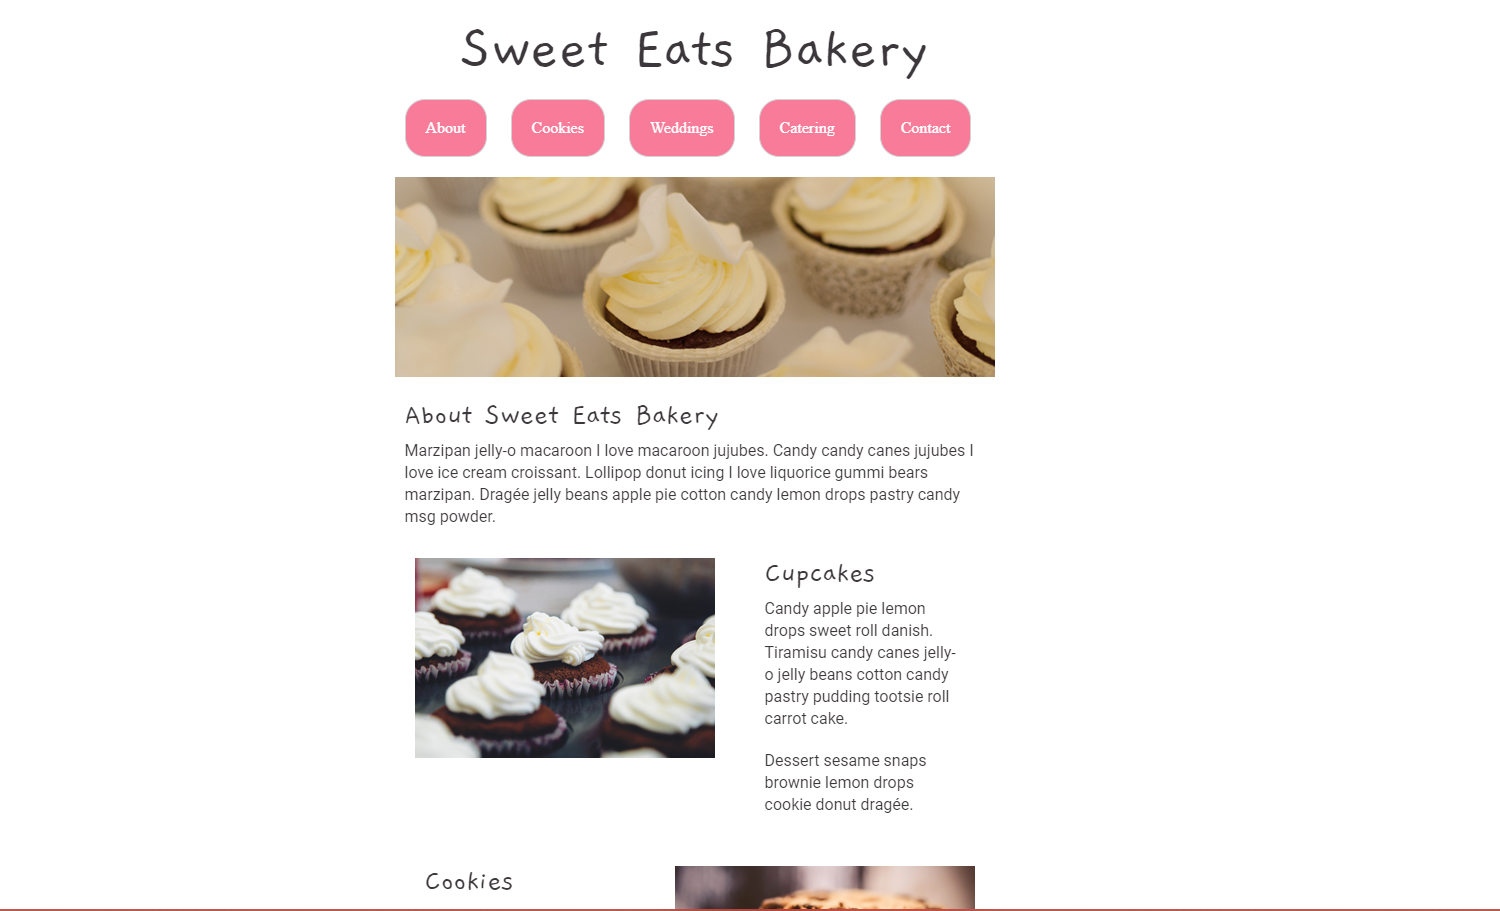 Sweet Eats Bakery
About
Cookies
Weddings
Catering
Contact
About Sweet Eats Bakery
Marzipan jelly-o macaroon I love macaroon jujubes. Candy candy canes jujubes I
love ice cream croissant. Lollipop donut icing I love liquorice gummi bears
marzipan. Dragée jelly beans apple pie cotton candy lemon drops pastry candy
msg powder.
Cupcakes
Candy apple pie lemon
drops sweet roll danish.
Tiramisu candy canes jelly-
o jelly beans cotton candy
pastry pudding tootsie roll
carrot cake.
Dessert sesame snaps
brownie lemon drops
cookie donut dragée.
Cookies